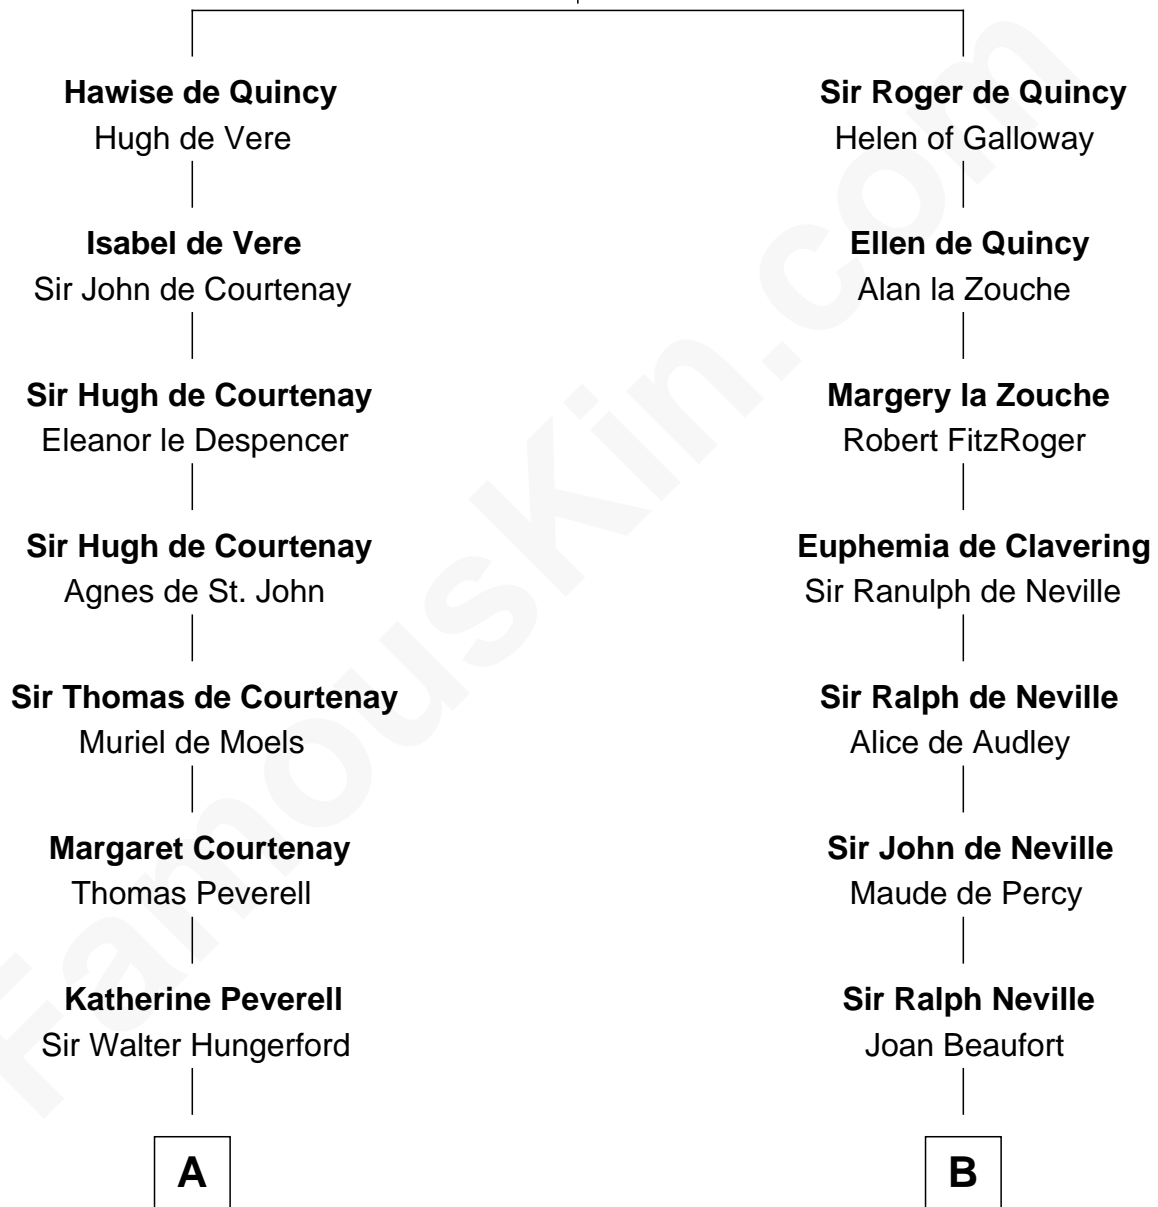 Hawise de Quincy
Hugh de Vere
Isabel de Vere
Sir John de Courtenay
Sir Hugh de Courtenay
Eleanor le Despencer
Sir Hugh de Courtenay
Agnes de St. John
Sir Thomas de Courtenay
Muriel de Moels
Margaret Courtenay
Thomas Peverell
Katherine Peverell
Sir Walter Hungerford
A
Sir Roger de Quincy
Helen of Galloway
Ellen de Quincy
Alan la Zouche
Margery la Zouche
Robert FitzRoger
Euphemia de Clavering
Sir Ranulph de Neville
Sir Ralph de Neville
Alice de Audley
Sir John de Neville
Maude de Percy
Sir Ralph Neville
Joan Beaufort
B
FamousKin.com